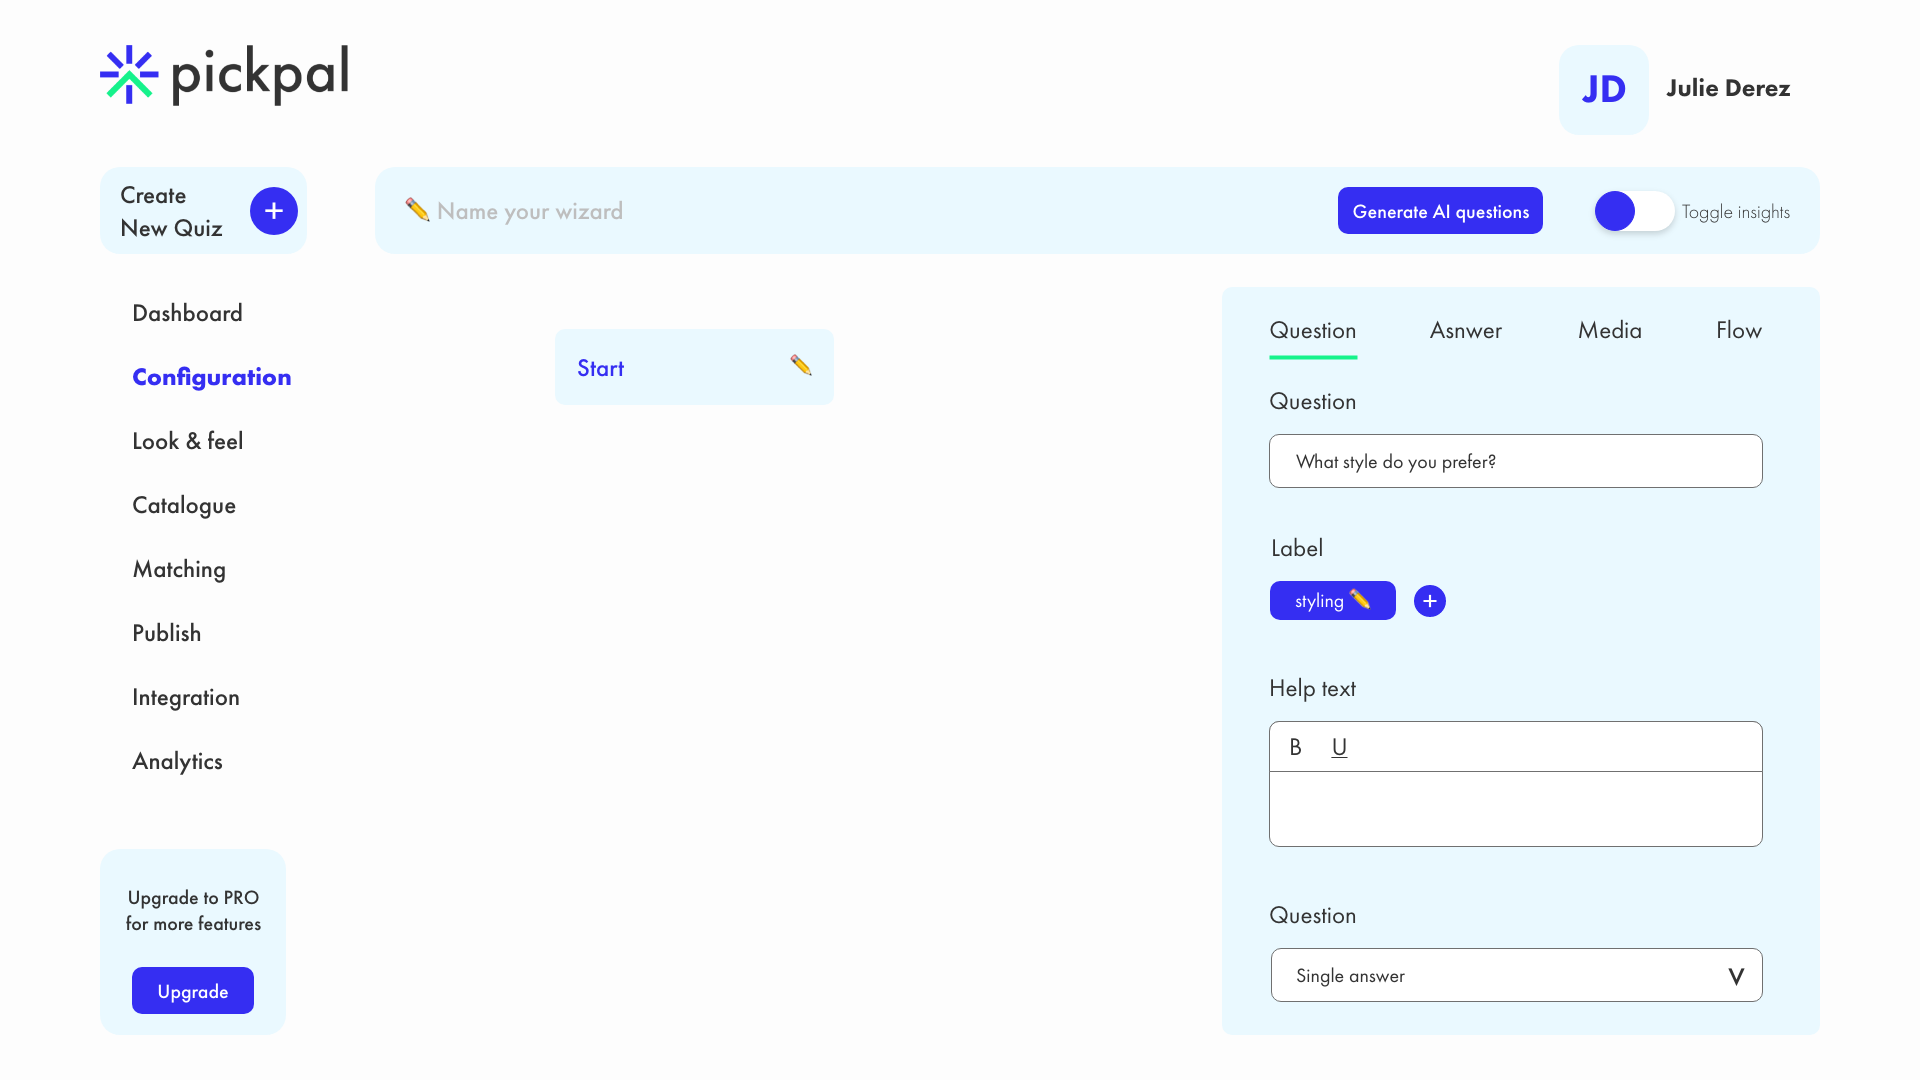 pickpal
JD
Julie Derez
Create
New Quiz
+
✏️ Name your wizard
Generate AI questions
Toggle insights
Dashboard
Configuration
Look & feel
Catalogue
Matching
Publish
Integration
Analytics
Upgrade to PRO
for more features
Upgrade
Start ✏️
Question Asnwer Media Flow
Question
What style do you prefer?
Label
styling ✏️ +
Help text
B U
Question
Single answer V